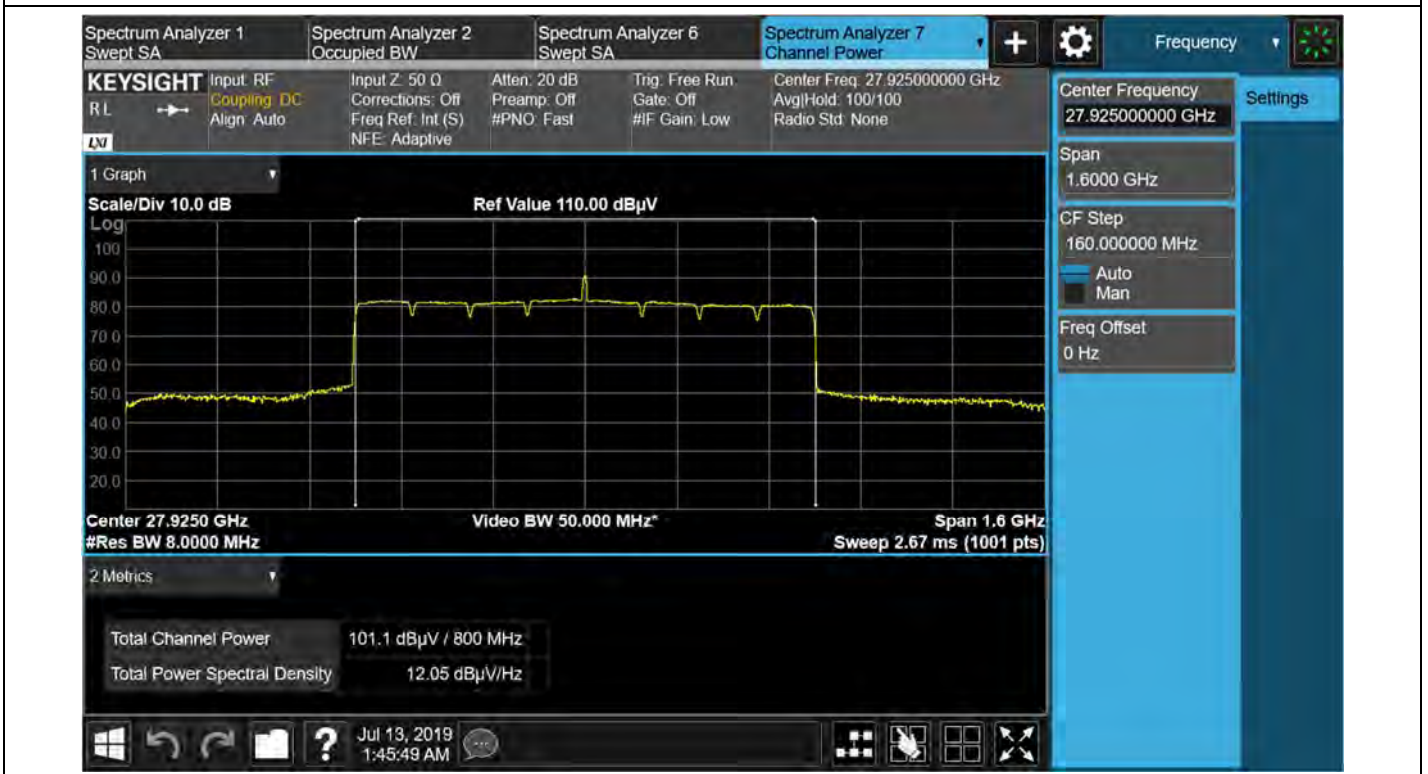 Spectrum Analyzer 1
Swept SA
Spectrum Analyzer 2
Occupied BW
Spectrum Analyzer 6
Swept SA
Spectrum Analyzer 7
Channel Power
Frequency
KEYSIGHT
RL
LXI
Input: RF
Coupling: DC
Align: Auto
Input Z: 50 Ω
Corrections: Off
Freq Ref: Int (S)
NFE: Adaptive
Atten: 20 dB
Preamp: Off
#PNO: Fast
Trig: Free Run
Gate: Off
#IF Gain: Low
Center Freq: 27.925000000 GHz
Avg|Hold: 100/100
Radio Std: None
Center Frequency
27.925000000 GHz
Settings
Span
1.6000 GHz
CF Step
160.000000 MHz
Auto
Man
Freq Offset
0 Hz
1 Graph
Scale/Div 10.0 dB
Ref Value 110.00 dBµV
Log
100
90.0
80.0
70.0
60.0
50.0
40.0
30.0
20.0
Center 27.9250 GHz
Video BW 50.000 MHz*
Span 1.6 GHz
#Res BW 8.0000 MHz
Sweep 2.67 ms (1001 pts)
2 Metrics
Total Channel Power 101.1 dBµV / 800 MHz
Total Power Spectral Density 12.05 dBµV/Hz
?
Jul 13, 2019
1:45:49 AM